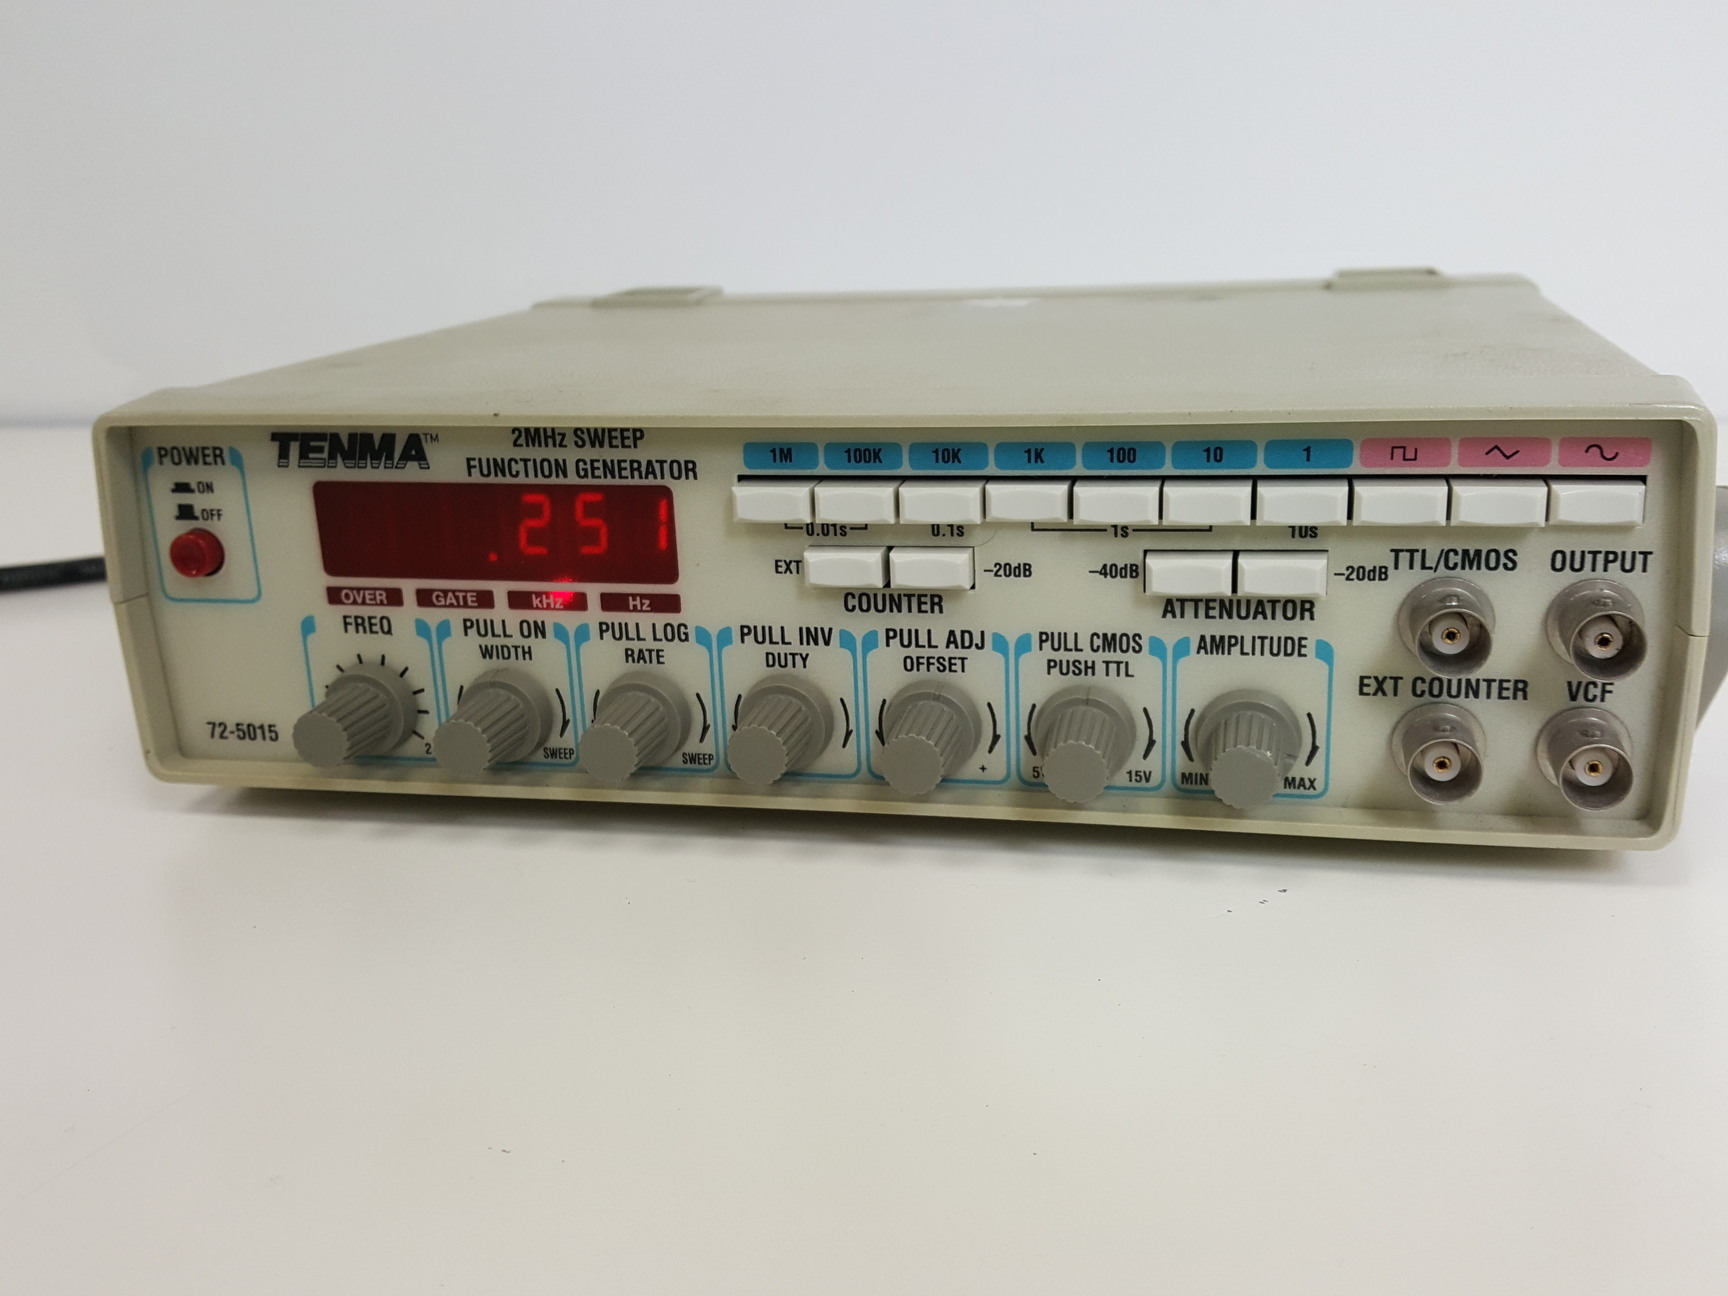 POWER
ON
OFF
TENMA™
2MHz SWEEP
FUNCTION GENERATOR
.251
OVER GATE kHz Hz
1M 100K 10K 1K 100 10 1
0.01s 0.1s 1s 10s
EXT -20dB
COUNTER
-40dB -20dB
ATTENUATOR
TTL/CMOS OUTPUT
EXT COUNTER VCF
FREQ
2
PULL ON
WIDTH
SWEEP
PULL LOG
RATE
SWEEP
PULL INV
DUTY
PULL ADJ
OFFSET
+
PULL CMOS
PUSH TTL
15V
AMPLITUDE
MIN MAX
72-5015